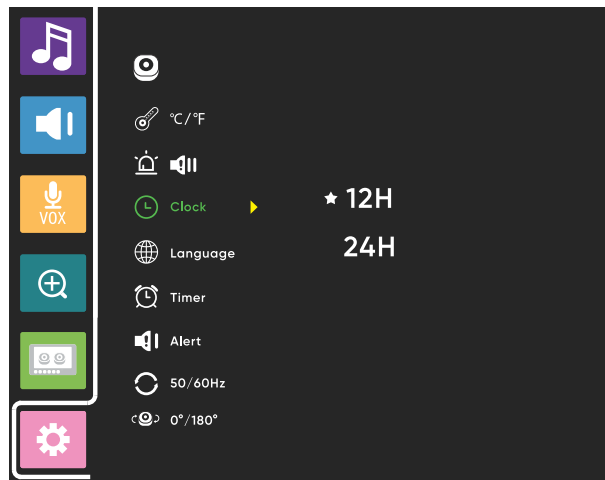 VOX
°C/°F
Clock
12H
24H
Language
Timer
Alert
50/60Hz
0°/180°